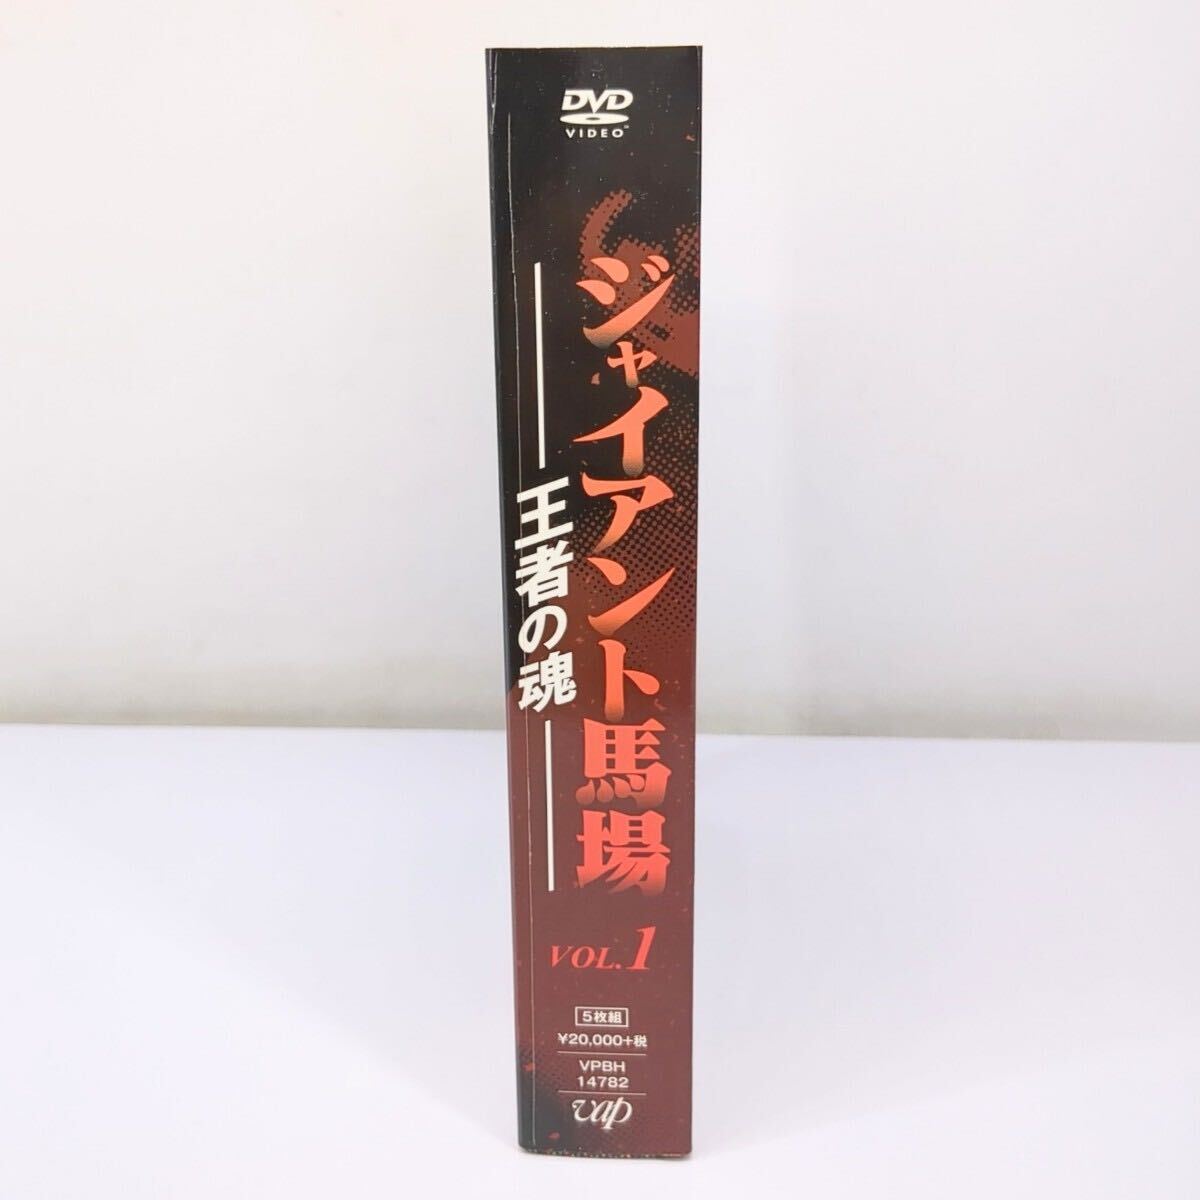 DVD
VIDEO™
ジャイアント馬場
王者の魂
VOL.1
5枚組
¥20,000+税
VPBH
14782
vap